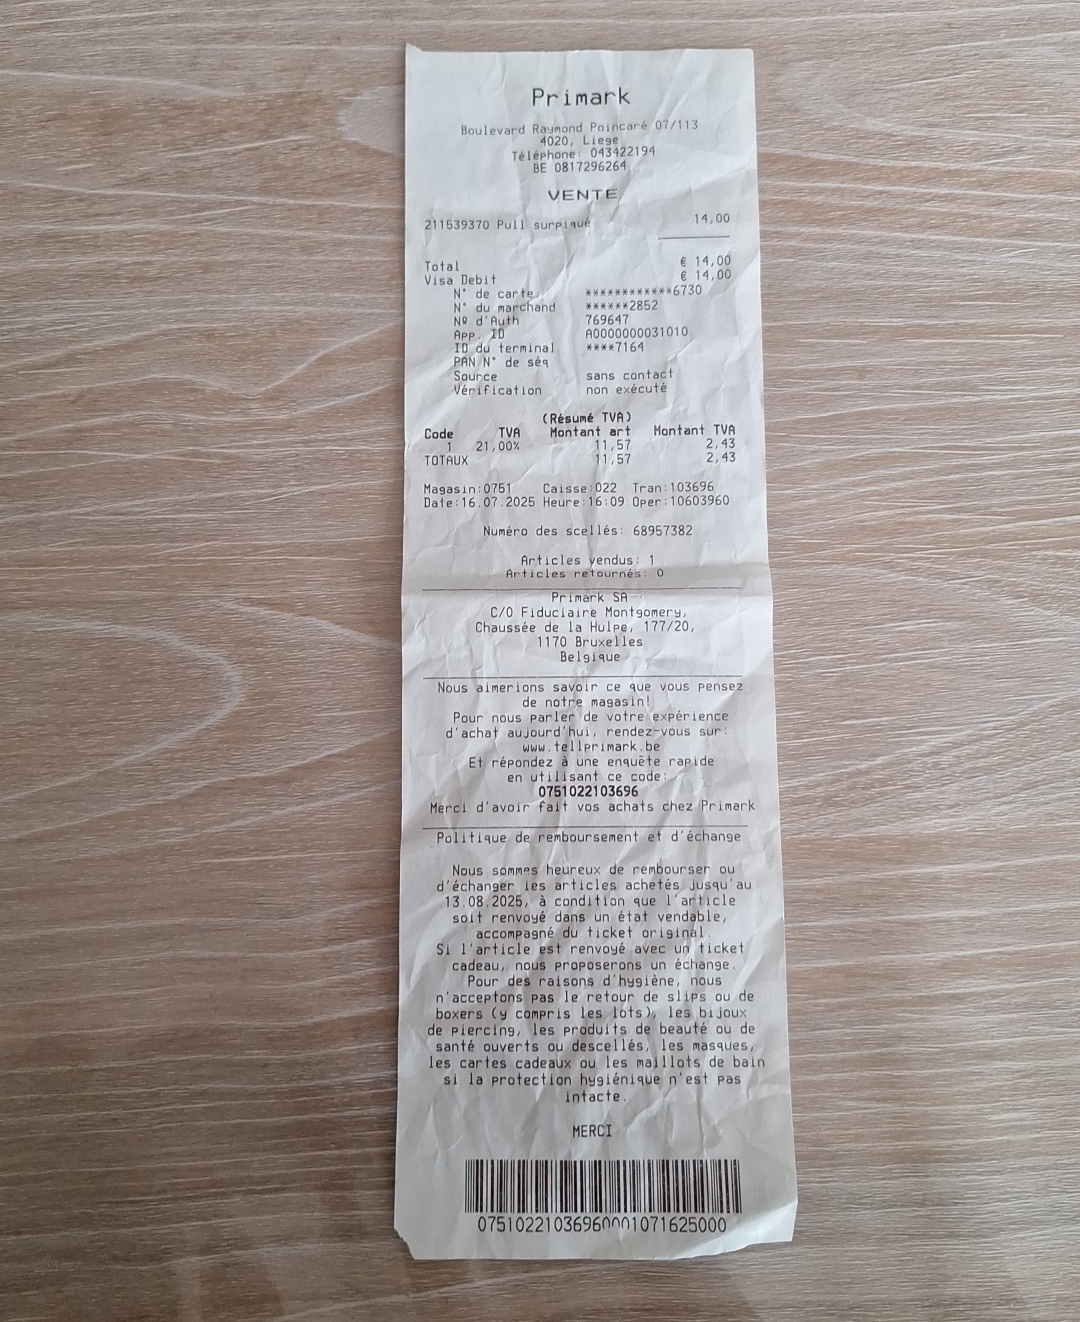 Primark
Boulevard Raymond Poincaré 07/113
4020, Liege
Téléphone: 043422194
BE 0817296264
VENTE
211539370 Pull surpiqué 14,00
Total € 14,00
Visa Debit € 14,00
N° de carte ************6730
N° du marchand ******2852
Nº d'Auth 769647
App. ID A0000000031010
ID du terminal ****7164
PAN N° de séq
Source sans contact
Vérification non exécuté
(Résumé TVA)
Code TVA Montant art Montant TVA
1 21,00% 11,57 2,43
TOTAUX 11,57 2,43
Magasin:0751 Caisse:022 Tran:103696
Date:16.07.2025 Heure:16:09 Oper:10603960
Numéro des scellés: 68957382
Articles vendus: 1
Articles retournés: 0
Primark SA
C/O Fiduciaire Montgomery,
Chaussée de la Hulpe, 177/20,
1170 Bruxelles
Belgique
Nous aimerions savoir ce que vous pensez
de notre magasin!
Pour nous parler de votre expérience
d'achat aujourd'hui, rendez-vous sur:
www.tellprimark.be
Et répondez à une enquête rapide
en utilisant ce code:
0751022103696
Merci d'avoir fait vos achats chez Primark
Politique de remboursement et d'échange
Nous sommes heureux de rembourser ou
d'échanger les articles achetés jusqu'au
13.08.2025, à condition que l'article
soit renvoyé dans un état vendable,
accompagné du ticket original.
Si l'article est renvoyé avec un ticket
cadeau, nous proposerons un échange.
Pour des raisons d'hygiène, nous
n'acceptons pas le retour de slips ou de
boxers (y compris les lots), les bijoux
de piercing, les produits de beauté ou de
santé ouverts ou descellés, les masques,
les cartes cadeaux ou les maillots de bain
si la protection hygiénique n'est pas
intacte.
MERCI
07510221036960001071625000